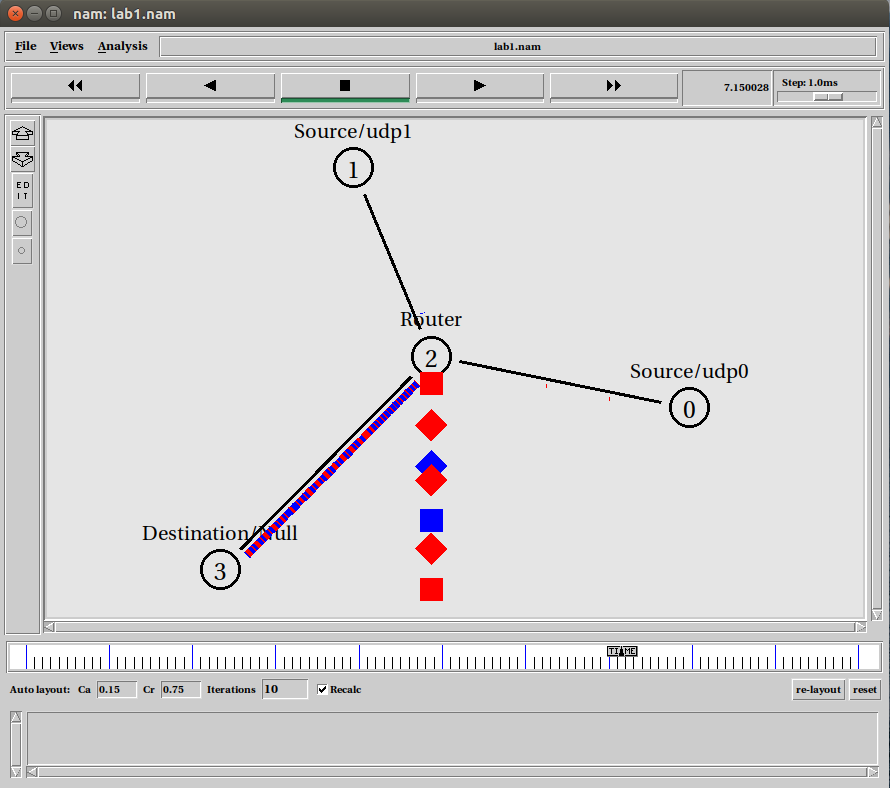 nam: lab1.nam
File Views Analysis lab1.nam
7.150028 Step: 1.0ms
ED
IT
Source/udp1
1
Router
2
Source/udp0
0
Destination/Null
3
TIME
Auto layout: Ca 0.15 Cr 0.75 Iterations 10 Recalc re-layout reset